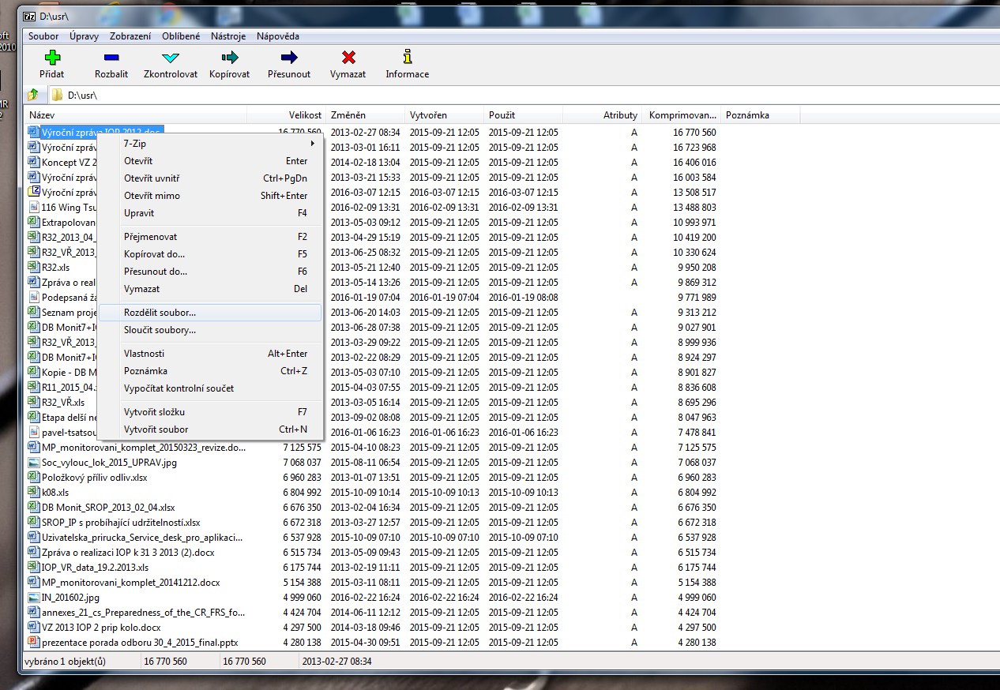 D:\usr\
oft
2010
MR
2
Soubor Úpravy Zobrazení Oblíbené Nástroje Nápověda
Přidat Rozbalit Zkontrolovat Kopírovat Přesunout Vymazat Informace
D:\usr\
Název Velikost Změněn Vytvořen Použit Atributy Komprimovan... Poznámka
Výroční zpráva IOP 2012.doc 16 770 560 2013-02-27 08:34 2015-09-21 12:05 2015-09-21 12:05 A 16 770 560
Výroční zpráv 2013-03-01 16:11 2015-09-21 12:05 2015-09-21 12:05 A 16 723 968
Koncept VZ 2 2014-02-18 13:04 2015-09-21 12:05 2015-09-21 12:05 A 16 406 016
Výroční zpráv 2013-03-21 15:33 2015-09-21 12:05 2015-09-21 12:05 A 16 003 584
Výroční zpráv 2016-03-07 12:15 2016-03-07 12:15 2016-03-07 12:15 A 13 508 517
116 Wing Tsu 2016-02-09 13:31 2016-02-09 13:31 2016-02-09 13:31 A 13 488 803
Extrapolovan 2013-05-03 09:12 2015-09-21 12:05 2015-09-21 12:05 A 10 993 971
R32_2013_04_ 2013-04-29 15:19 2015-09-21 12:05 2015-09-21 12:05 A 10 419 200
R32_VŘ_2013_ 2013-06-25 08:32 2015-09-21 12:05 2015-09-21 12:05 A 10 330 624
R32.xls 2013-05-21 12:40 2015-09-21 12:05 2015-09-21 12:05 A 9 950 208
Zpráva o real 2013-05-14 13:26 2015-09-21 12:05 2015-09-21 12:05 A 9 869 312
Podepsaná ža 2016-01-19 07:04 2016-01-19 07:04 2016-01-19 08:08 9 771 989
Seznam proje 2013-06-20 14:03 2015-09-21 12:05 2015-09-21 12:05 A 9 313 212
DB Monit7+I 2013-06-28 07:38 2015-09-21 12:05 2015-09-21 12:05 A 9 027 901
R32_VŘ_2013_ 2013-03-29 09:22 2015-09-21 12:05 2015-09-21 12:05 A 8 999 936
DB Monit7+I 2013-02-22 08:29 2015-09-21 12:05 2015-09-21 12:05 A 8 924 297
Kopie - DB M 2013-05-03 07:10 2015-09-21 12:05 2015-09-21 12:05 A 8 901 827
R11_2015_04. 2015-04-03 07:55 2015-09-21 12:05 2015-09-21 12:05 A 8 836 608
R32_VŘ.xls 2013-03-05 16:14 2015-09-21 12:05 2015-09-21 12:05 A 8 695 296
Etapa delší ne 2013-09-02 08:08 2015-09-21 12:05 2015-09-21 12:05 A 8 047 963
pavel-tsatsou 2016-01-06 16:23 2016-01-06 16:23 2016-01-06 16:23 A 7 478 841
7-Zip
Otevřít Enter
Otevřít uvnitř Ctrl+PgDn
Otevřít mimo Shift+Enter
Upravit F4
Přejmenovat F2
Kopírovat do... F5
Přesunout do... F6
Vymazat Del
Rozdělit soubor...
Sloučit soubory...
Vlastnosti Alt+Enter
Poznámka Ctrl+Z
Vypočítat kontrolní součet
Vytvořit složku F7
Vytvořit soubor Ctrl+N
MP_monitorovani_komplet_20150323_revize.do... 7 125 575 2015-04-10 08:23 2015-09-21 12:05 2015-09-21 12:05 A 7 125 575
Soc_vylouc_lok_2015_UPRAV.jpg 7 068 037 2015-08-11 06:54 2015-09-21 12:05 2015-09-21 12:05 A 7 068 037
Položkový příliv odliv.xlsx 6 960 283 2013-01-07 13:51 2015-09-21 12:05 2015-09-21 12:05 A 6 960 283
k08.xls 6 804 992 2015-10-09 10:14 2015-10-09 10:13 2015-10-09 10:13 A 6 804 992
DB Monit_SROP_2013_02_04.xlsx 6 676 350 2013-02-04 16:34 2015-09-21 12:05 2015-09-21 12:05 A 6 676 350
SROP_IP s probíhající udržitelností.xlsx 6 672 318 2013-03-27 12:57 2015-09-21 12:05 2015-09-21 12:05 A 6 672 318
Uzivatelska_prirucka_Service_desk_pro_aplikaci... 6 537 928 2015-10-09 07:10 2015-10-09 07:10 2015-10-09 07:10 A 6 537 928
Zpráva o realizaci IOP k 31 3 2013 (2).docx 6 515 734 2013-05-09 09:43 2015-09-21 12:05 2015-09-21 12:05 A 6 515 734
IOP_VR_data_19.2.2013.xls 6 175 744 2013-02-19 11:11 2015-09-21 12:05 2015-09-21 12:05 A 6 175 744
MP_monitorovani_komplet_20141212.docx 5 154 388 2015-03-11 08:11 2015-09-21 12:05 2015-09-21 12:05 A 5 154 388
IN_201602.jpg 4 999 060 2016-02-22 16:24 2016-02-22 16:24 2016-02-22 16:24 A 4 999 060
annexes_21_cs_Preparedness_of_the_CR_FRS_fo... 4 424 704 2014-06-11 12:12 2015-09-21 12:05 2015-09-21 12:05 A 4 424 704
VZ 2013 IOP 2 prip kolo.docx 4 297 500 2014-03-18 09:46 2015-09-21 12:05 2015-09-21 12:05 A 4 297 500
prezentace porada odboru 30_4_2015_final.pptx 4 280 138 2015-04-30 09:51 2015-09-21 12:05 2015-09-21 12:05 A 4 280 138
vybráno 1 objekt(ů) 16 770 560 16 770 560 2013-02-27 08:34